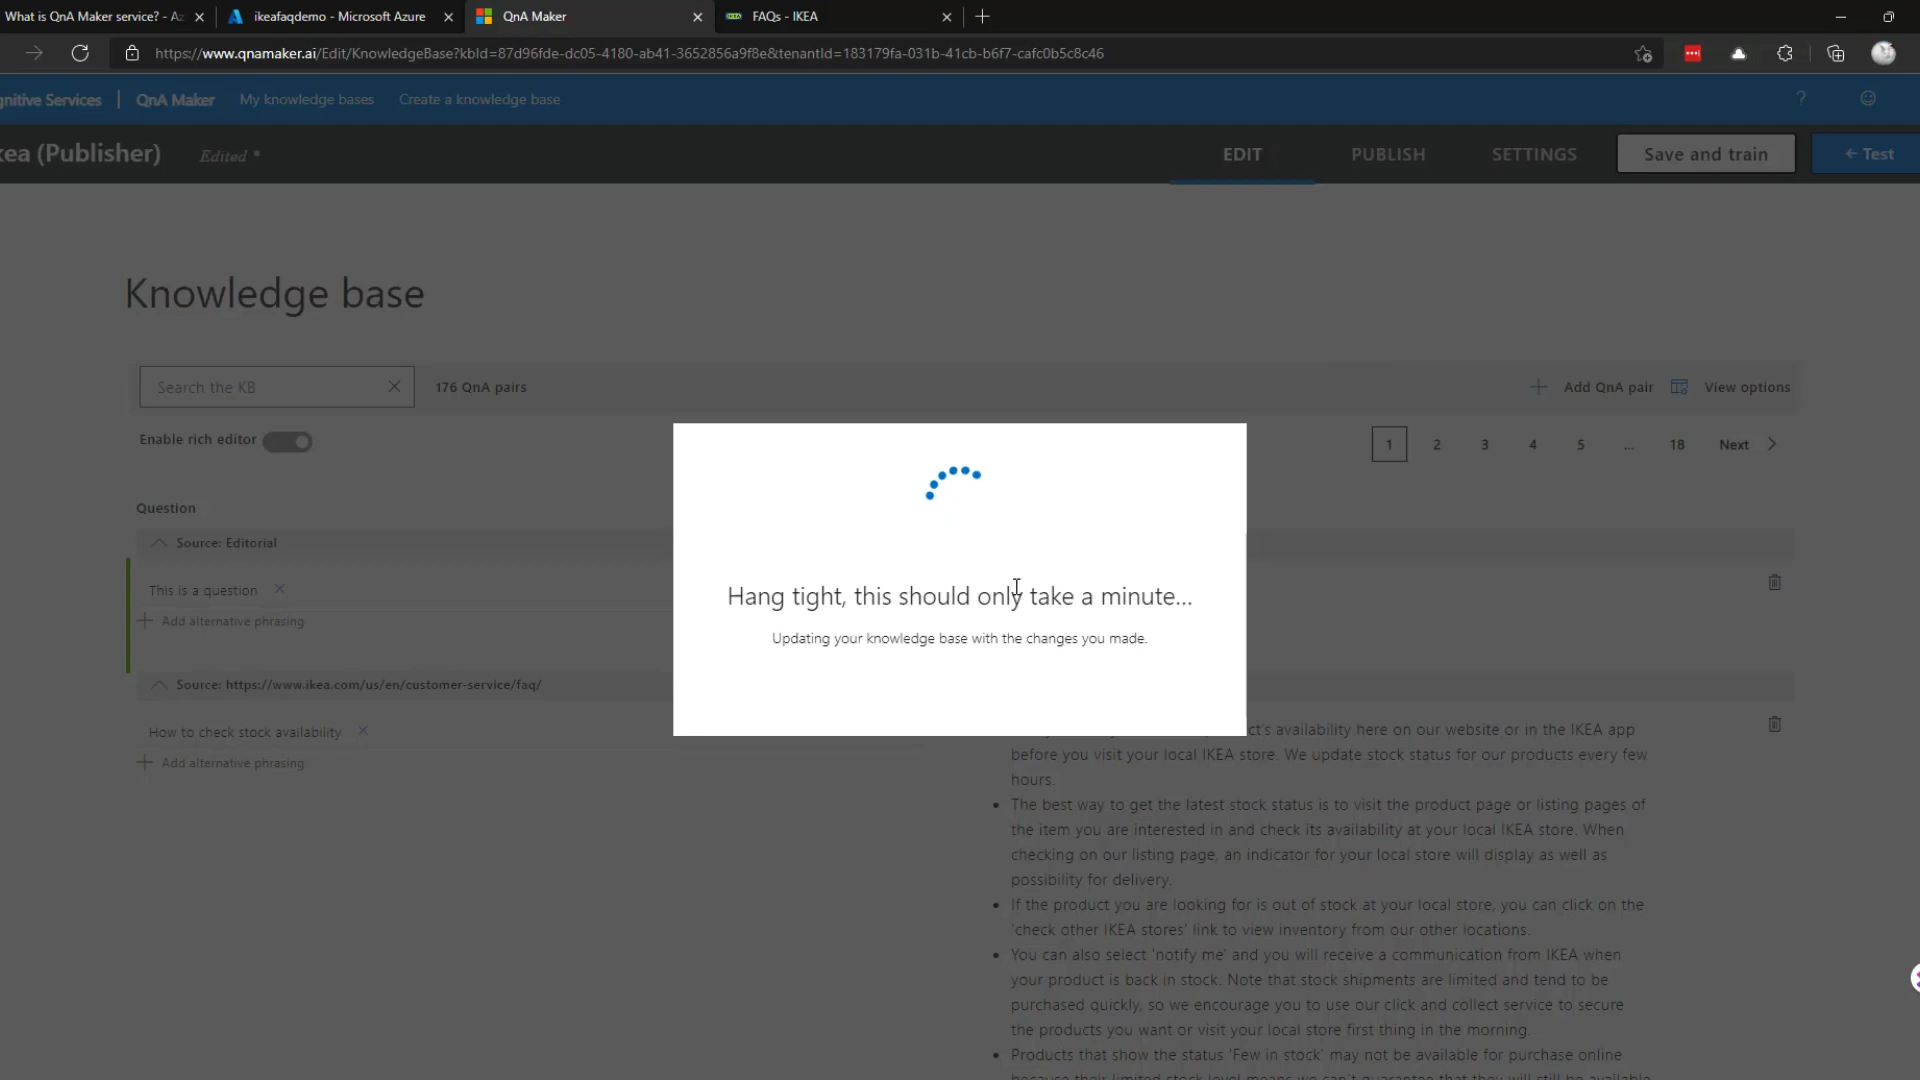 What is QnA Maker service? - Az
ikeafaqdemo - Microsoft Azure
QnA Maker
FAQs - IKEA
https://www.qnamaker.ai/Edit/KnowledgeBase?kbId=87d96fde-dc05-4180-ab41-3652856a9f8e&tenantId=183179fa-031b-41cb-b6f7-cafc0b5c8c46
gnitive Services
QnA Maker
My knowledge bases
Create a knowledge base
?
kea (Publisher)
Edited *
EDIT
PUBLISH
SETTINGS
Save and train
← Test
Knowledge base
Search the KB
176 QnA pairs
+ Add QnA pair
View options
Enable rich editor
1 2 3 4 5 ... 18 Next
Question
Source: Editorial
This is a question
+ Add alternative phrasing
Hang tight, this should only take a minute...
Updating your knowledge base with the changes you made.
Source: https://www.ikea.com/us/en/customer-service/faq/
How to check stock availability
+ Add alternative phrasing
ct's availability here on our website or in the IKEA app
before you visit your local IKEA store. We update stock status for our products every few
hours.
• The best way to get the latest stock status is to visit the product page or listing pages of
the item you are interested in and check its availability at your local IKEA store. When
checking on our listing page, an indicator for your local store will display as well as
possibility for delivery.
• If the product you are looking for is out of stock at your local store, you can click on the
'check other IKEA stores' link to view inventory from our other locations.
• You can also select 'notify me' and you will receive a communication from IKEA when
your product is back in stock. Note that stock shipments are limited and tend to be
purchased quickly, so we encourage you to use our click and collect service to secure
the products you want or visit your local store first thing in the morning.
• Products that show the status 'Few in stock' may not be available for purchase online
because their limited stock level means we can't guarantee that they will still be available